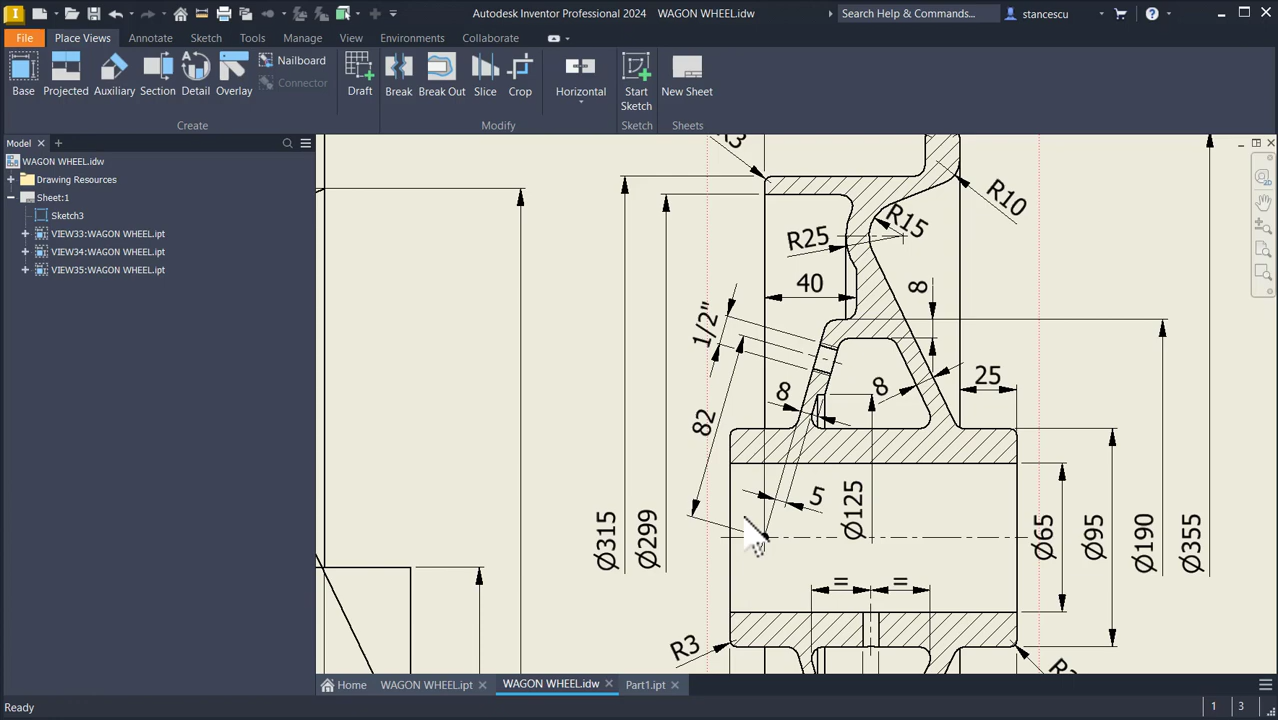 Autodesk Inventor Professional 2024 WAGON WHEEL.idw
Search Help & Commands...
stancescu
File
Place Views
Annotate
Sketch
Tools
Manage
View
Environments
Collaborate
Base
Projected
Auxiliary
Section
Detail
Overlay
Nailboard
Connector
Draft
Break
Break Out
Slice
Crop
Horizontal
Start
Sketch
New Sheet
Create
Modify
Sketch
Sheets
Model
WAGON WHEEL.idw
Drawing Resources
Sheet:1
Sketch3
VIEW33:WAGON WHEEL.ipt
VIEW34:WAGON WHEEL.ipt
VIEW35:WAGON WHEEL.ipt
R10
R15
R25
40
8
1/2"
8
8
25
82
5
Ø125
Ø315
Ø299
Ø65
Ø95
Ø190
Ø355
= =
R3
Home
WAGON WHEEL.ipt
WAGON WHEEL.idw
Part1.ipt
Ready
1
3